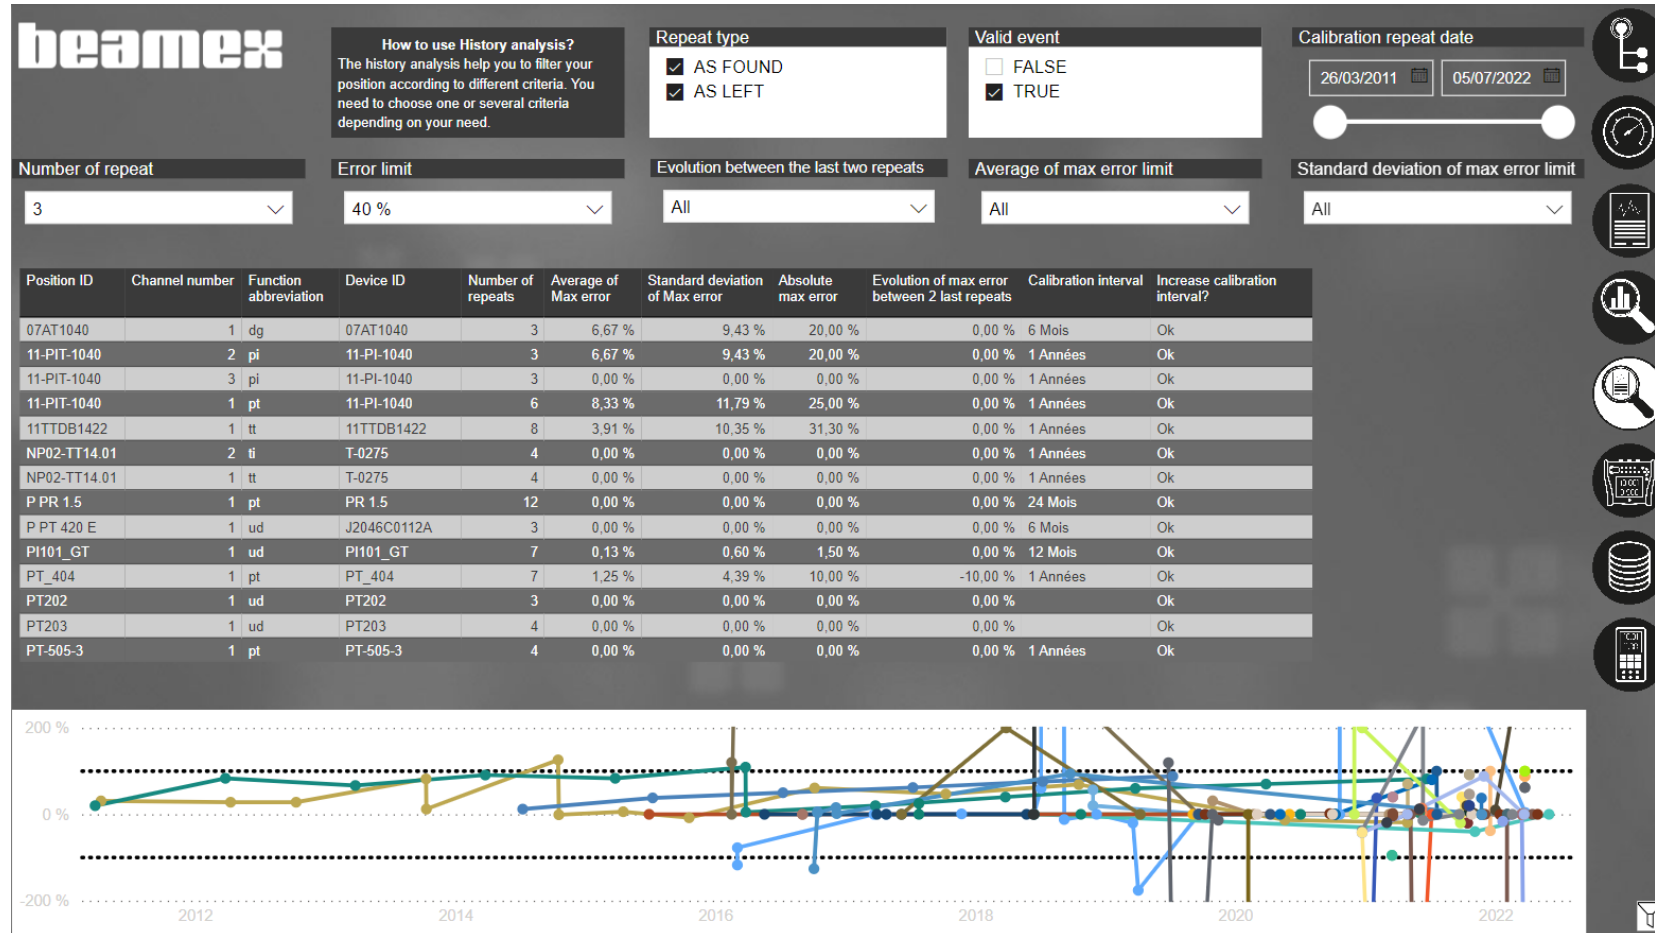 beamex
How to use History analysis?
The history analysis help you to filter your
position according to different criteria. You
need to choose one or several criteria
depending on your need.
Repeat type
AS FOUND
AS LEFT
Valid event
FALSE
TRUE
Calibration repeat date
26/03/2011 05/07/2022
Number of repeat
3
Error limit
40 %
Evolution between the last two repeats
All
Average of max error limit
All
Standard deviation of max error limit
All
Position ID Channel number Function abbreviation Device ID Number of repeats Average of Max error Standard deviation of Max error Absolute max error Evolution of max error between 2 last repeats Calibration interval Increase calibration interval?
07AT1040 1 dg 07AT1040 3 6,67 % 9,43 % 20,00 % 0,00 % 6 Mois Ok
11-PIT-1040 2 pi 11-PI-1040 3 6,67 % 9,43 % 20,00 % 0,00 % 1 Années Ok
11-PIT-1040 3 pi 11-PI-1040 3 0,00 % 0,00 % 0,00 % 0,00 % 1 Années Ok
11-PIT-1040 1 pt 11-PI-1040 6 8,33 % 11,79 % 25,00 % 0,00 % 1 Années Ok
11TTDB1422 1 tt 11TTDB1422 8 3,91 % 10,35 % 31,30 % 0,00 % 1 Années Ok
NP02-TT14.01 2 ti T-0275 4 0,00 % 0,00 % 0,00 % 0,00 % 1 Années Ok
NP02-TT14.01 1 tt T-0275 4 0,00 % 0,00 % 0,00 % 0,00 % 1 Années Ok
P PR 1.5 1 pt PR 1.5 12 0,00 % 0,00 % 0,00 % 0,00 % 24 Mois Ok
P PT 420 E 1 ud J2046C0112A 3 0,00 % 0,00 % 0,00 % 0,00 % 6 Mois Ok
PI101_GT 1 ud PI101_GT 7 0,13 % 0,60 % 1,50 % 0,00 % 12 Mois Ok
PT_404 1 pt PT_404 7 1,25 % 4,39 % 10,00 % -10,00 % 1 Années Ok
PT202 1 ud PT202 3 0,00 % 0,00 % 0,00 % 0,00 % Ok
PT203 1 ud PT203 4 0,00 % 0,00 % 0,00 % 0,00 % Ok
PT-505-3 1 pt PT-505-3 4 0,00 % 0,00 % 0,00 % 0,00 % 1 Années Ok
200 %
0 %
-200 %
2012 2014 2016 2018 2020 2022